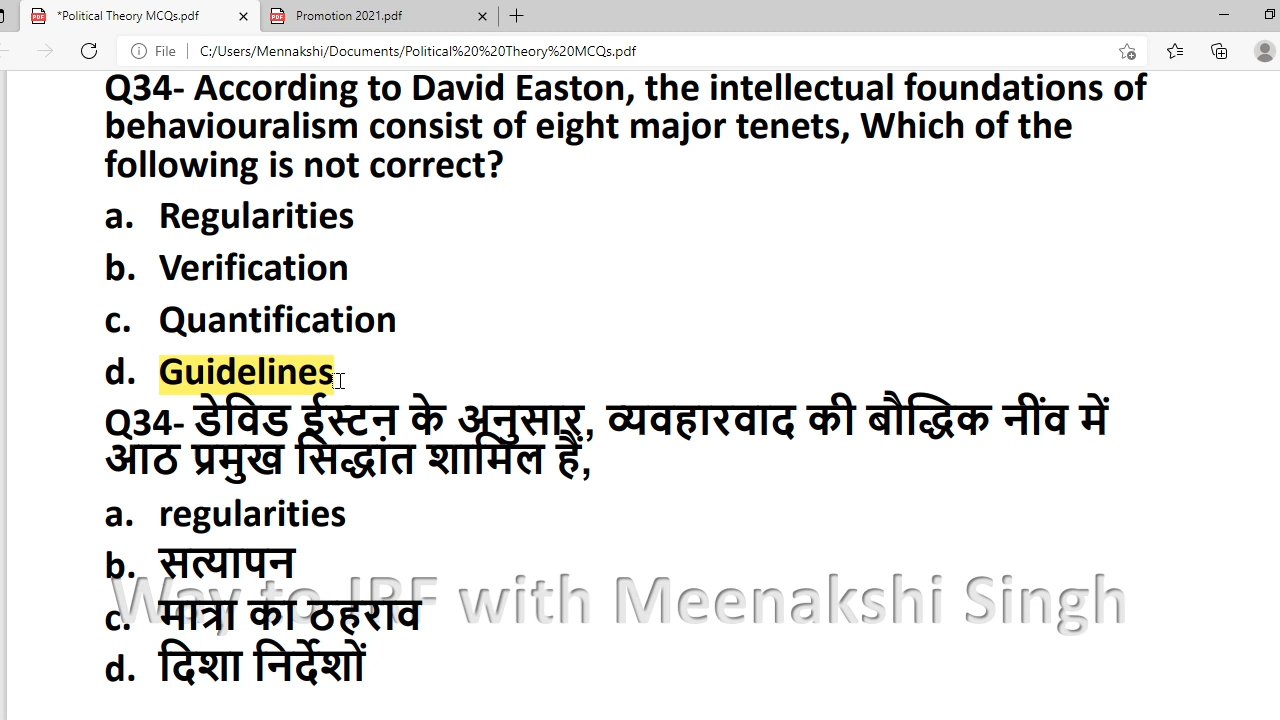 *Political Theory MCQs.pdf
Promotion 2021.pdf
File
C:/Users/Mennakshi/Documents/Political%20%20Theory%20MCQs.pdf
Q34- According to David Easton, the intellectual foundations of
behaviouralism consist of eight major tenets, Which of the
following is not correct?
a. Regularities
b. Verification
c. Quantification
d. Guidelines
Q34- डेविड ईस्टन के अनुसार, व्यवहारवाद की बौद्धिक नींव में
आठ प्रमुख सिद्धांत शामिल हैं,
a. regularities
b. सत्यापन
Way to JRF with Meenakshi Singh
c. मात्रा का ठहराव
d. दिशा निर्देशों